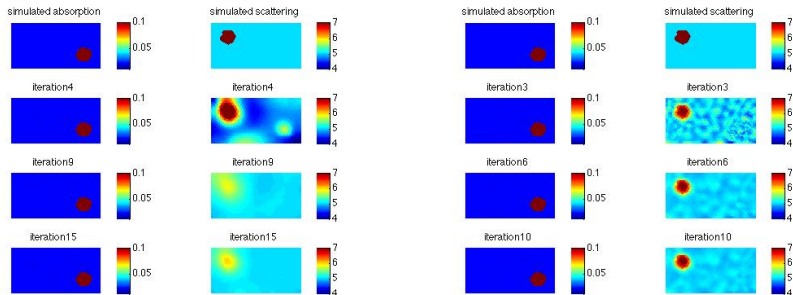 simulated absorption simulated scattering simulated absorption simulated scattering
0.1 7 0.1 7
6
0.05 5 0.05 5
4 4
iteration4 iteration4 iteration3 iteration3
0.1 7 0.1 7
6 6
0.05 5 0.05 5
4 4
iteration9 iteration9 iteration6 iteration6
0.1 7 0.1 7
6 6
0.05 5 0.05 5
4 4
iteration15 iteration15 iteration10 iteration10
0.1 7 0.1 7
6 6
0.05 5 0.05 5
4 4